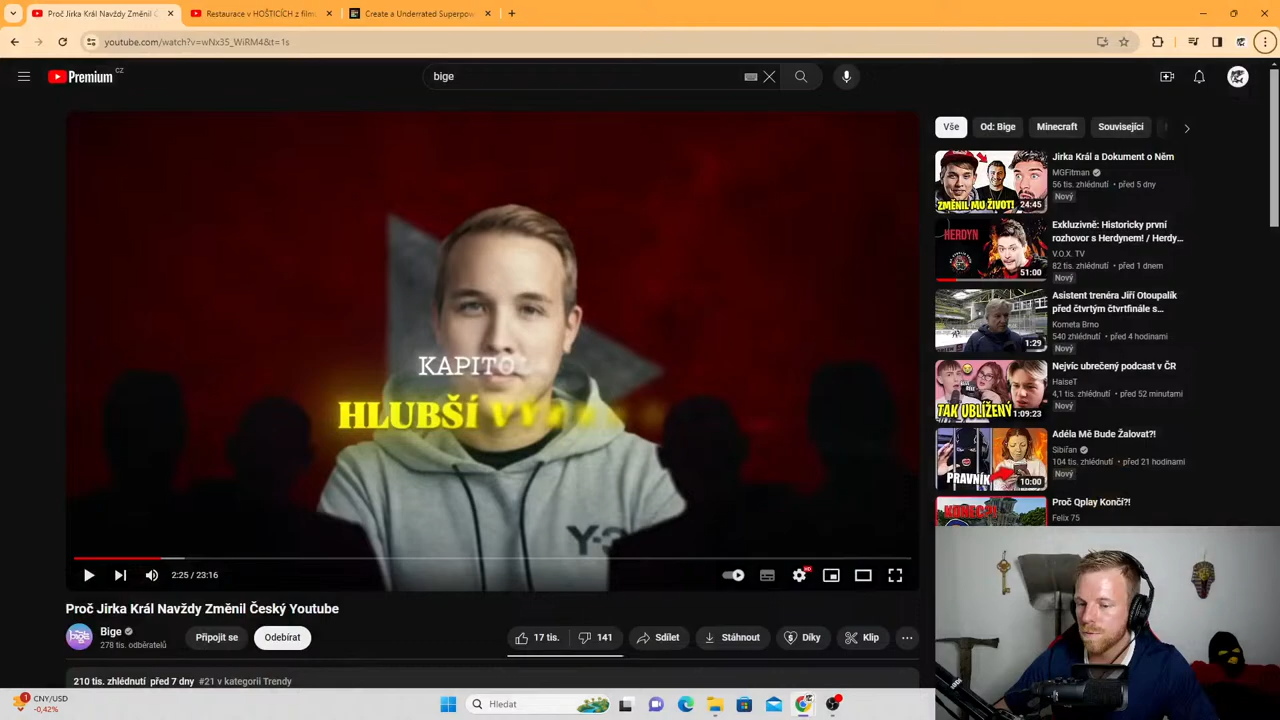 Proč Jirka Král Navždy Změnil Č
Restaurace v HOŠTICÍCH z film
Create a Underrated Superpow
youtube.com/watch?v=wNx35_WiRM4&t=1s
Premium CZ
bige
KAPITO
HLUBŠÍ
2:25 / 23:16
Proč Jirka Král Navždy Změnil Český Youtube
Bige
278 tis. odběratelů
Připojit se
Odebírat
17 tis.
141
Sdílet
Stáhnout
Díky
Klip
210 tis. zhlédnutí před 7 dny #21 v kategorii Trendy
Vše
Od: Bige
Minecraft
Související
ZMĚNIL MU ŽIVOT!
24:45
Jirka Král a Dokument o Něm
MGFitman
56 tis. zhlédnutí • před 5 dny
Nový
HERDYN
51:00
Exkluzivně: Historicky první
rozhovor s Herdynem! / Herdy...
V.O.X. TV
82 tis. zhlédnutí • před 1 dnem
Nový
1:29
Asistent trenéra Jiří Otoupalík
před čtvrtým čtvrtfinále s...
Kometa Brno
540 zhlédnutí • před 4 hodinami
Nový
TAK UBLÍŽENÝ
1:09:23
Nejvíc ubrečený podcast v ČR
HaiseT
4,1 tis. zhlédnutí • před 52 minutami
Nový
PRAVNÍK
10:00
Adéla Mě Bude Žalovat?!
Sibiřan
104 tis. zhlédnutí • před 21 hodinami
Nový
KONEC?!
Proč Qplay Končí?!
Felix 75
Y-3
CNY/USD
-0,42%
Hledat